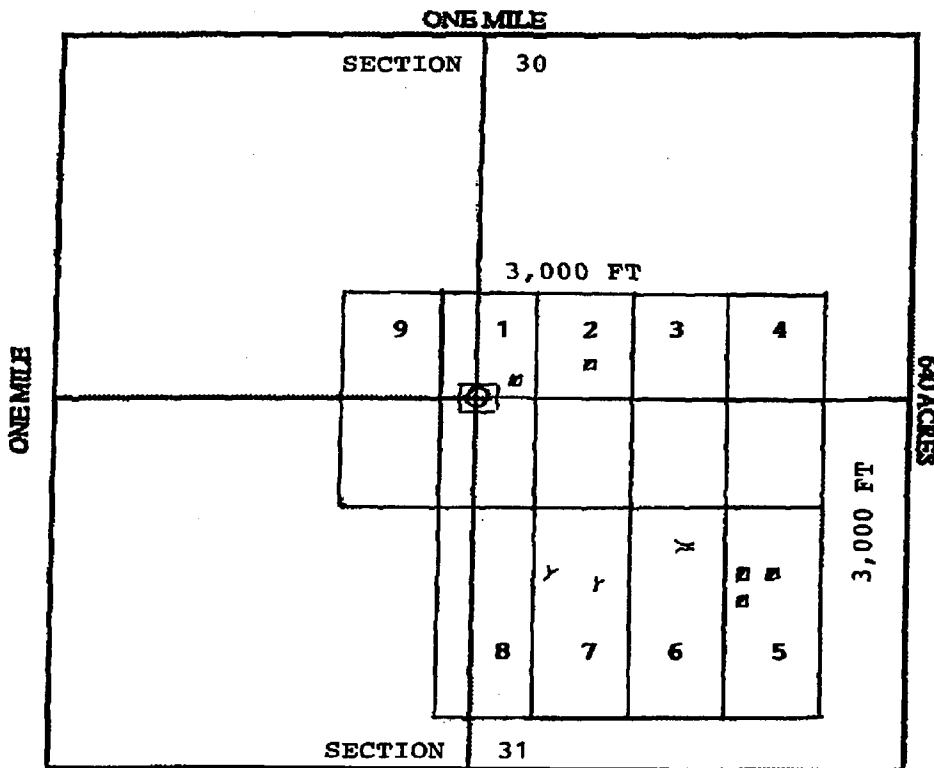 ONE MILE
SECTION 30
3,000 FT
9 1 2 3 4
ONE MILE
640 ACRES
3,000 FT
8 7 6 5
SECTION 31